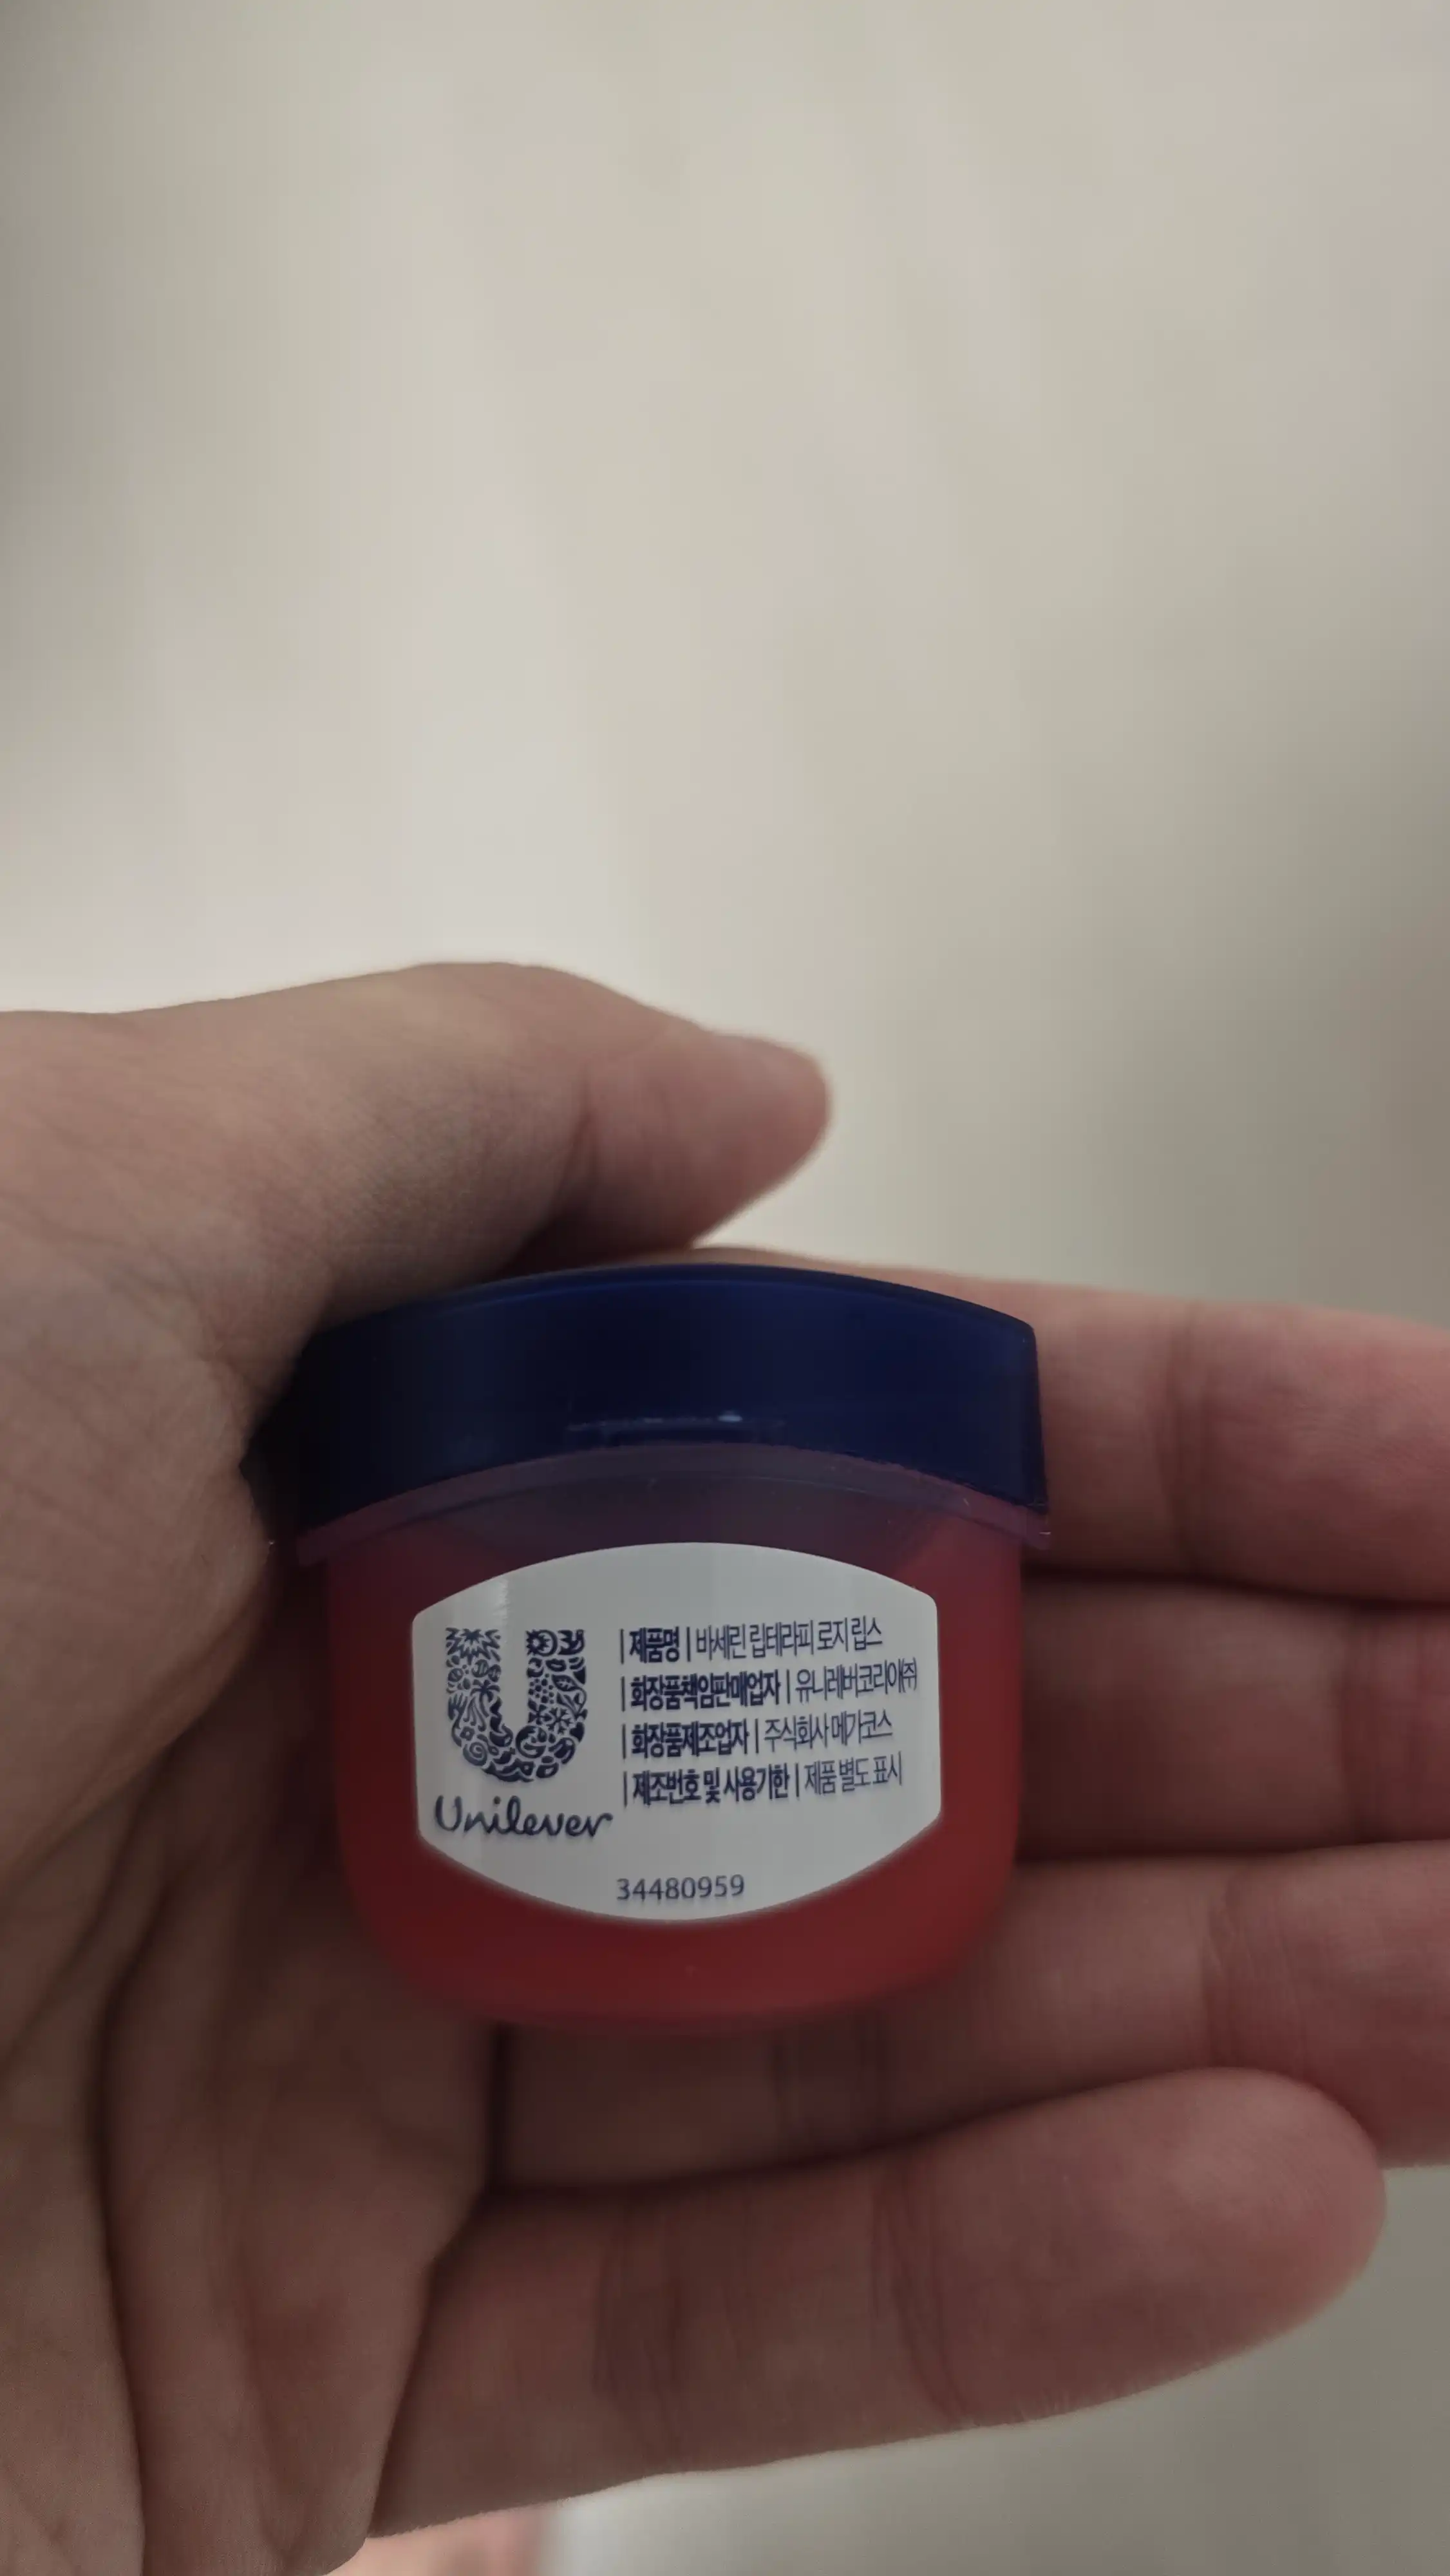 |제품명| 바세린 립테라피 로지 립스
|화장품책임판매업자| 유니레버코리아㈜
|화장품제조업자| 주식회사 메가코스
|제조번호 및 사용기한| 제품 별도 표시
Unilever
34480959